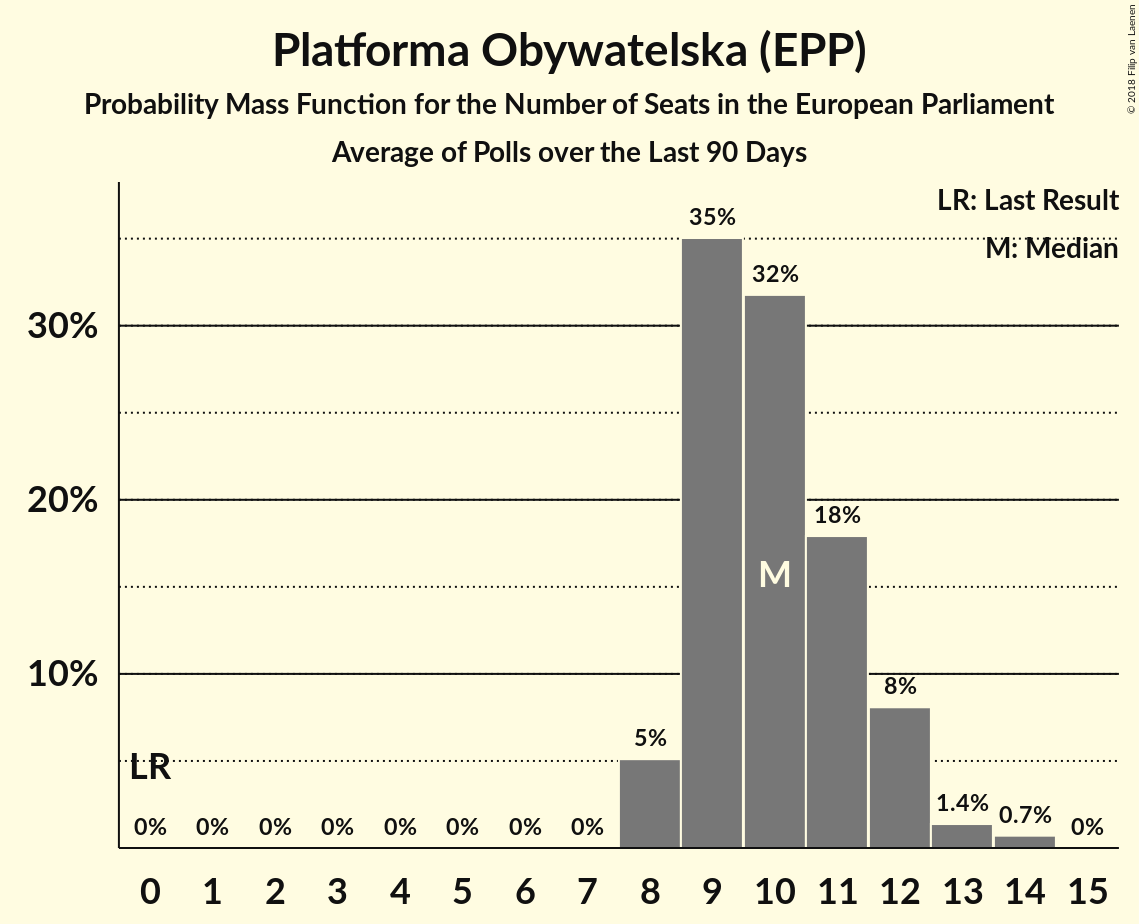 Platforma Obywatelska (EPP)
Probability Mass Function for the Number of Seats in the European Parliament
Average of Polls over the Last 90 Days
© 2018 Filip van Laenen
LR: Last Result
M: Median
35%
32%
30%
20%
18%
M
10%
8%
5%
LR
1.4%
0.7%
0% 0% 0% 0% 0% 0% 0% 0% 0%
0 1 2 3 4 5 6 7 8 9 10 11 12 13 14 15